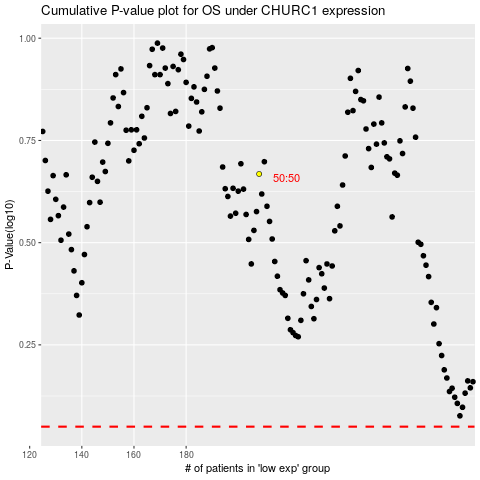 Cumulative P-value plot for OS under CHURC1 expression
P-Value(log10)
1.00
0.75
0.50
0.25
50:50
120 140 160 180
# of patients in 'low exp' group